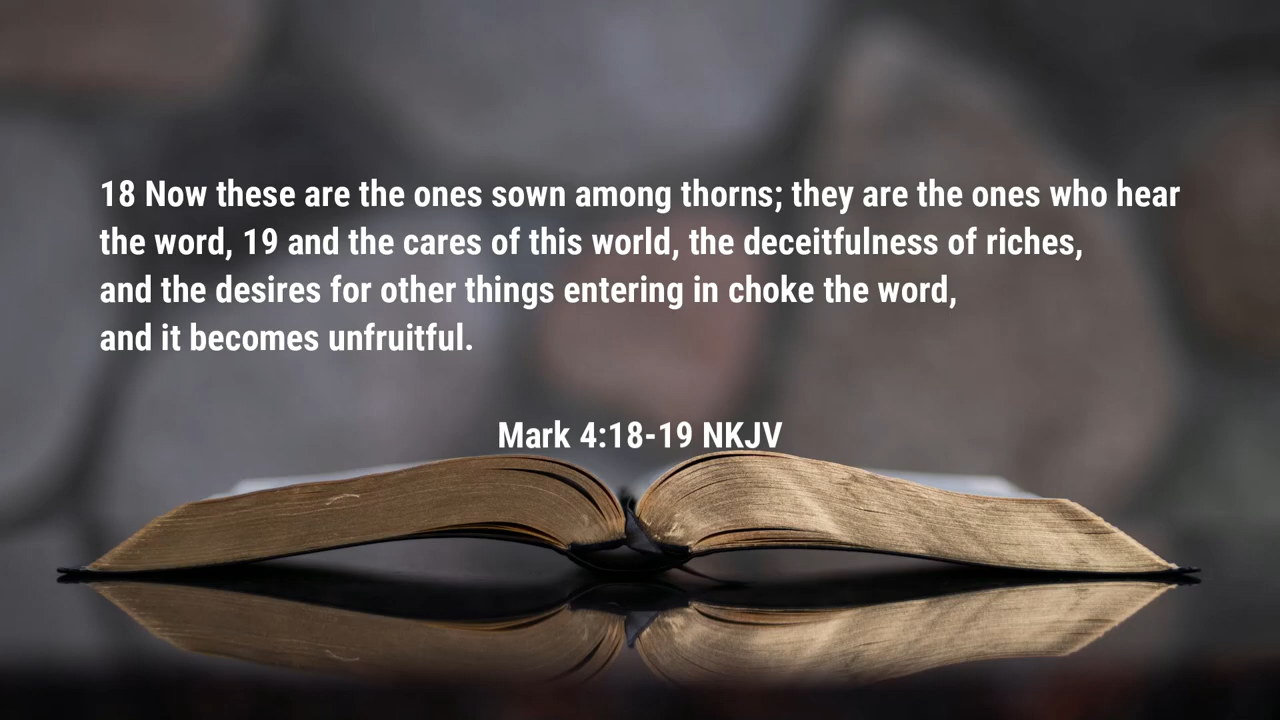 18 Now these are the ones sown among thorns; they are the ones who hear
the word, 19 and the cares of this world, the deceitfulness of riches,
and the desires for other things entering in choke the word,
and it becomes unfruitful.
Mark 4:18-19 NKJV